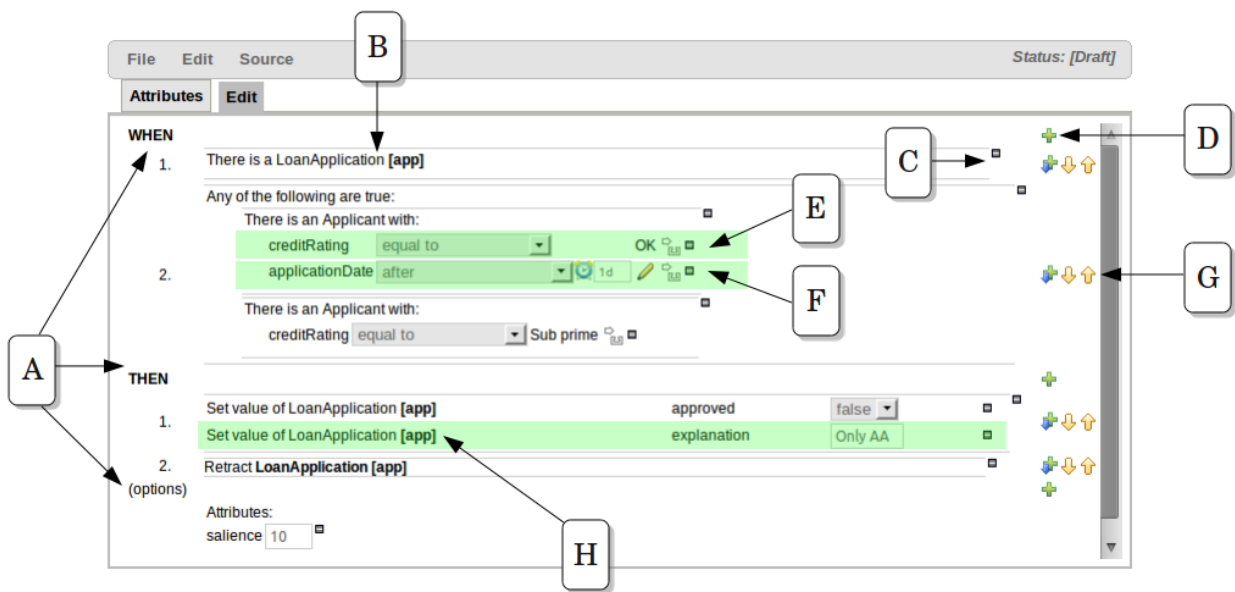 B
File Edit Source Status: [Draft]
Attributes Edit
WHEN
D
1. There is a LoanApplication [app]
C
Any of the following are true:
There is an Applicant with:
E
creditRating equal to OK
2. applicationDate after 1d
G
F
There is an Applicant with:
creditRating equal to Sub prime
A
THEN
1. Set value of LoanApplication [app] approved false
Set value of LoanApplication [app] explanation Only AA
2. Retract LoanApplication [app]
(options)
Attributes:
salience 10
H